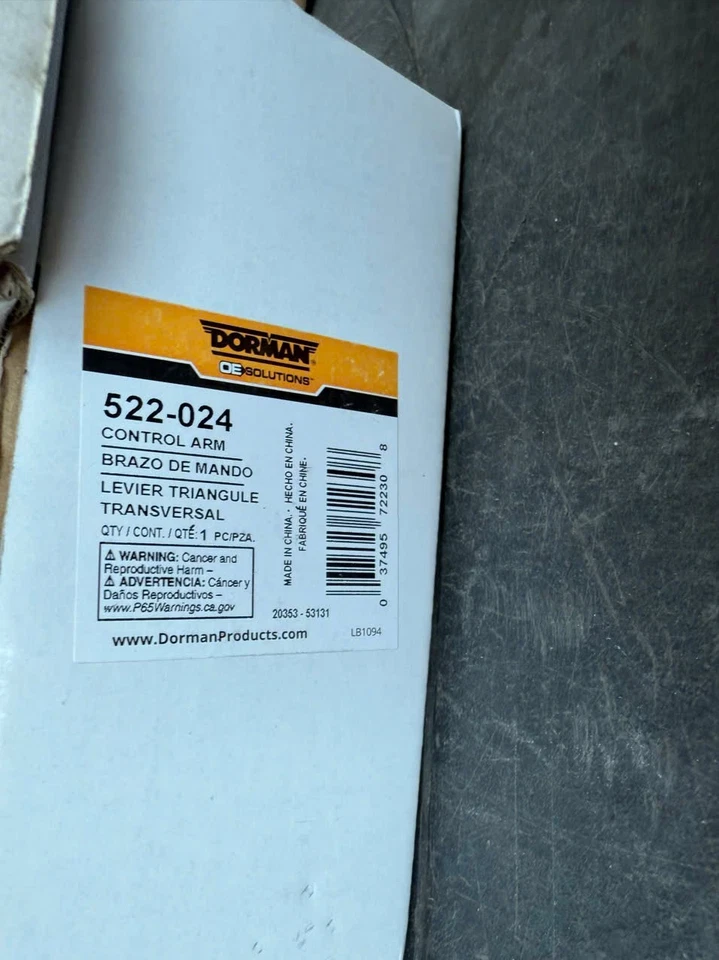 DORMAN®
OE SOLUTIONS™
522-024
CONTROL ARM
BRAZO DE MANDO
LEVIER TRIANGULE
TRANSVERSAL
QTY / CONT. / QTÉ: 1 PC/PZA.
⚠ WARNING: Cancer and
Reproductive Harm –
⚠ ADVERTENCIA: Cáncer y
Daños Reproductivos –
www.P65Warnings.ca.gov
MADE IN CHINA. • HECHO EN CHINA.
FABRIQUÉ EN CHINE.
0 37495 72230 8
20353 - 53131
www.DormanProducts.com
LB1094